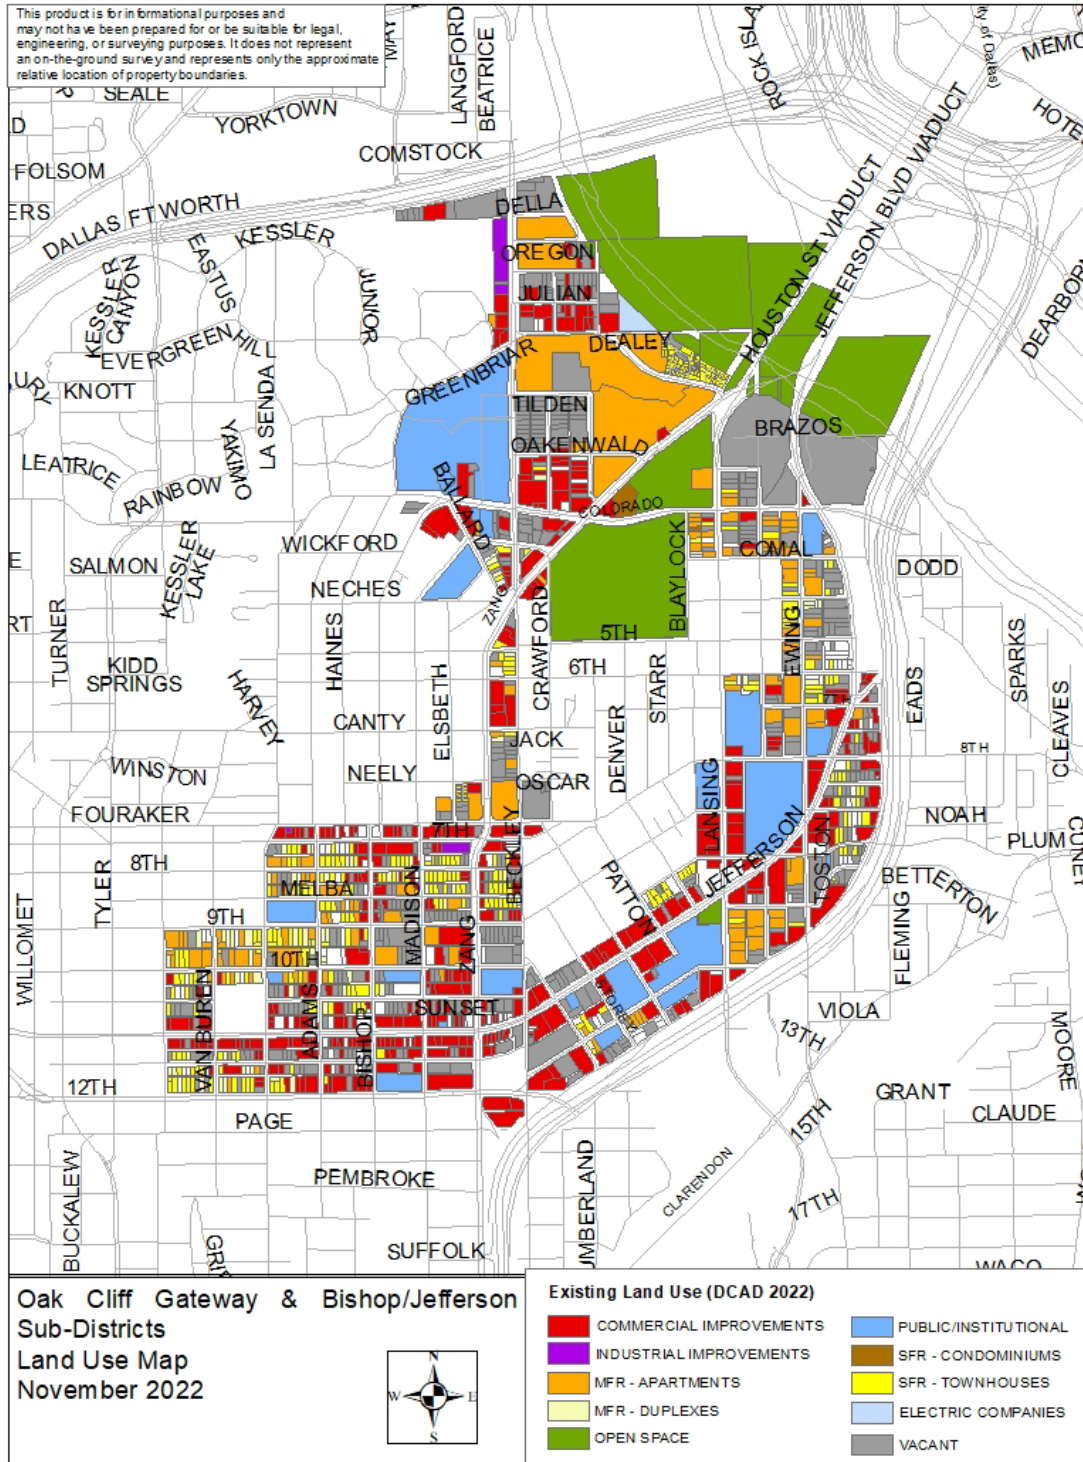 This product is for informational purposes and
may not have been prepared for or be suitable for legal,
engineering, or surveying purposes. It does not represent
an on-the-ground survey and represents only the approximate
relative location of property boundaries.
LANGFORD
BEATRICE
MEMO
SEALE
YORKTOWN
COMSTOCK
FOLSOM
DALLAS FT WORTH
KESSLER
EASTUS
KESSLER
CANYON
JUNIOR
DELLA
OREGON
JULIAN
HOUSTON ST VIADUCT
JEFFERSON BLVD VIADUCT
DEARBORN
EVERGREEN HILL
DEALEY
GREENBRIAR
KNOTT
LA SENDA
TILDEN
BRAZOS
YAKIMO
OAKENWALD
LEATRICE
RAINBOW
BALLARD
COLORADO
WICKFORD
BLAYLOCK
COMAL
KESSLER
LAKE
SALMON
NECHES
DODD
ZANG
CRAWFORD
TURNER
HAINES
5TH
EWING
6TH
KIDD
SPRINGS
HARVEY
ELSBETH
STARR
SPARKS
EADS
7TH
CANTY
DENVER
JACK
8TH
CLEAVES
WINSTON
NEELY
OSCAR
LANSING
FOURAKER
BECKLEY
7TH
JEFFERSON
TOSTON
NOAH
PLUM
8TH
TYLER
MELBA
MADISON
PATTON
BETTERTON
WILLOMET
9TH
10TH
ZANG
FLEMING
VAN BUREN
ADAMS
BISHOP
SUNSET
STOREY
VIOLA
13TH
12TH
MOORE
PAGE
GRANT
CLAUDE
15TH
BUCKALEW
PEMBROKE
CLARENDON
17TH
SUFFOLK
WACO
Oak Cliff Gateway & Bishop/Jefferson
Sub-Districts
Land Use Map
November 2022
N
W E
S
Existing Land Use (DCAD 2022)
COMMERCIAL IMPROVEMENTS
INDUSTRIAL IMPROVEMENTS
MFR - APARTMENTS
MFR - DUPLEXES
OPEN SPACE
PUBLIC/INSTITUTIONAL
SFR - CONDOMINIUMS
SFR - TOWNHOUSES
ELECTRIC COMPANIES
VACANT